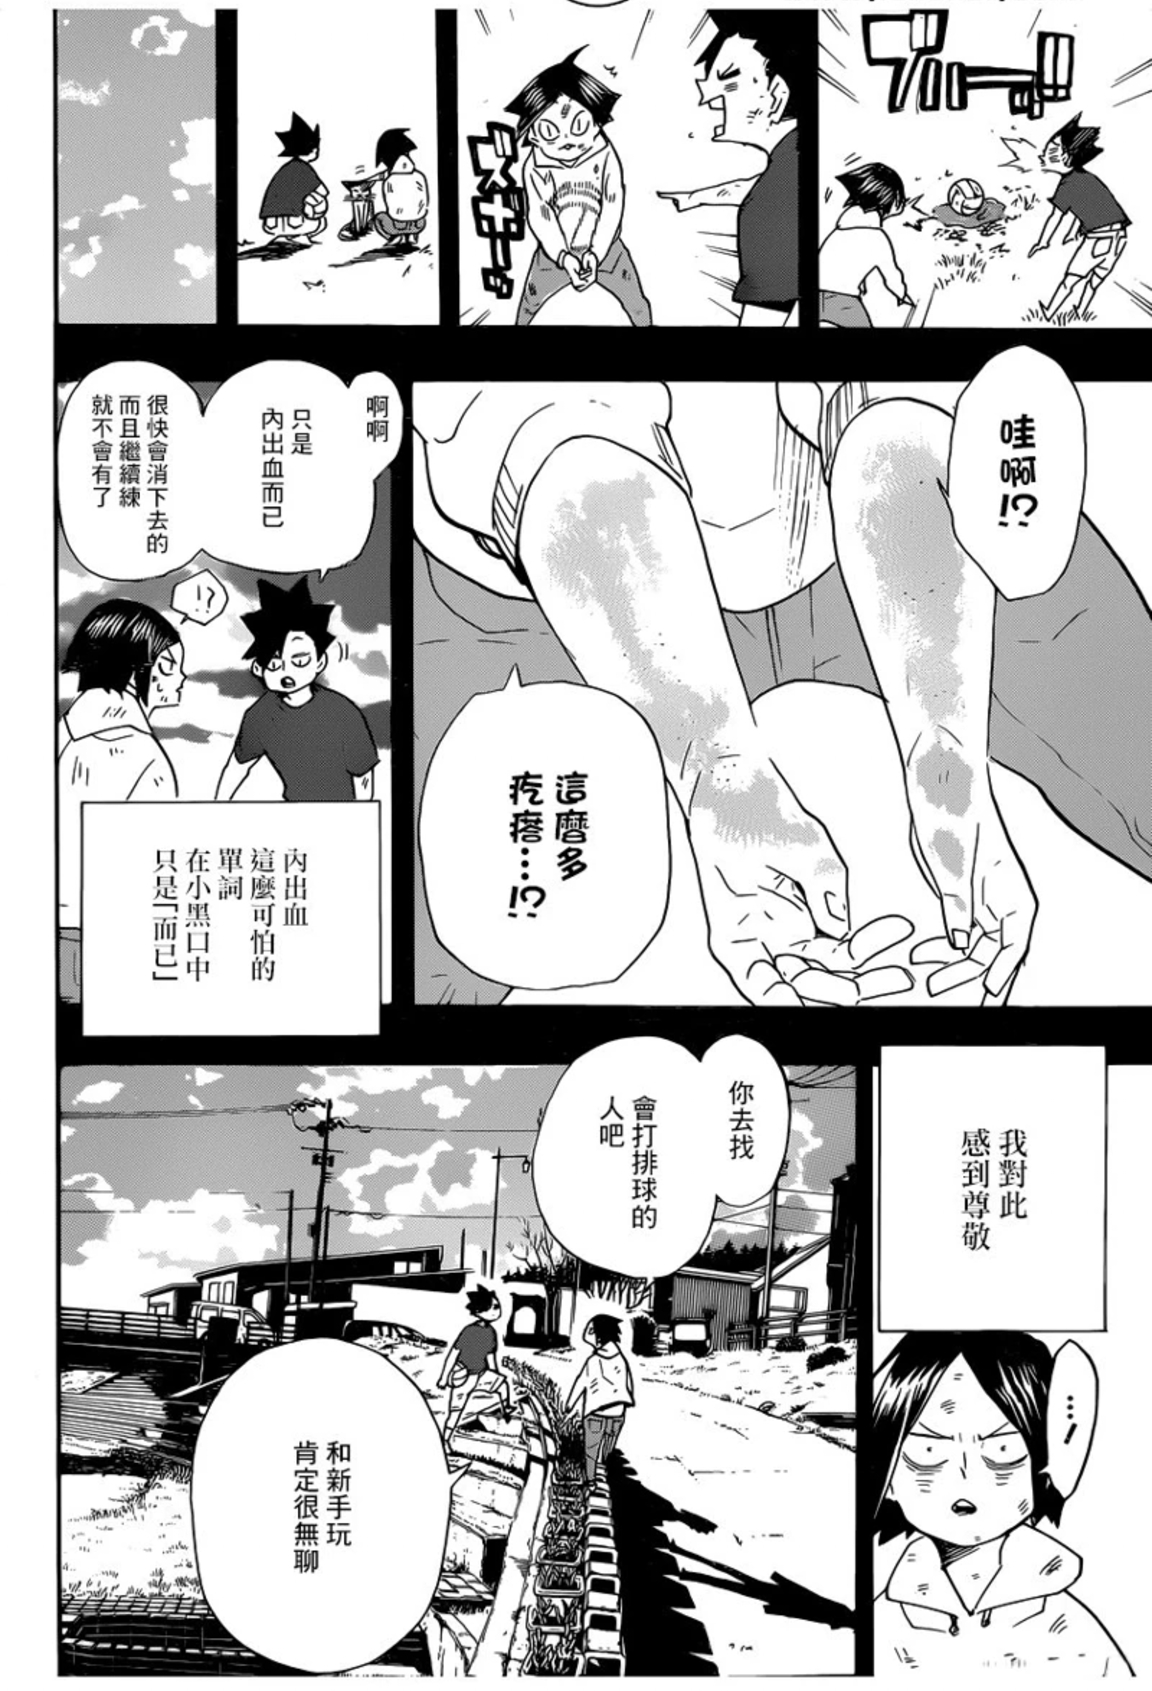 哇啊!?
這麼多
疙瘩…!?
啊啊
只是
內出血而已
很快會消下去的
而且繼續練
就不會有了
!?
內出血
這麼可怕的
單詞
在小黑口中
只是「而已」
我對此
感到尊敬
…!
你去找
會打排球的
人吧
和新手玩
肯定很無聊